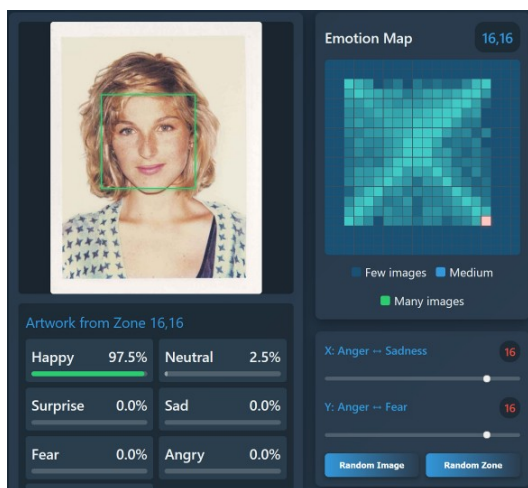 Emotion Map
16,16
Few images
Medium
Many images
Artwork from Zone 16,16
Happy 97.5%
Neutral 2.5%
Surprise 0.0%
Sad 0.0%
Fear 0.0%
Angry 0.0%
X: Anger ↔ Sadness
16
Y: Anger ↔ Fear
16
Random Image
Random Zone